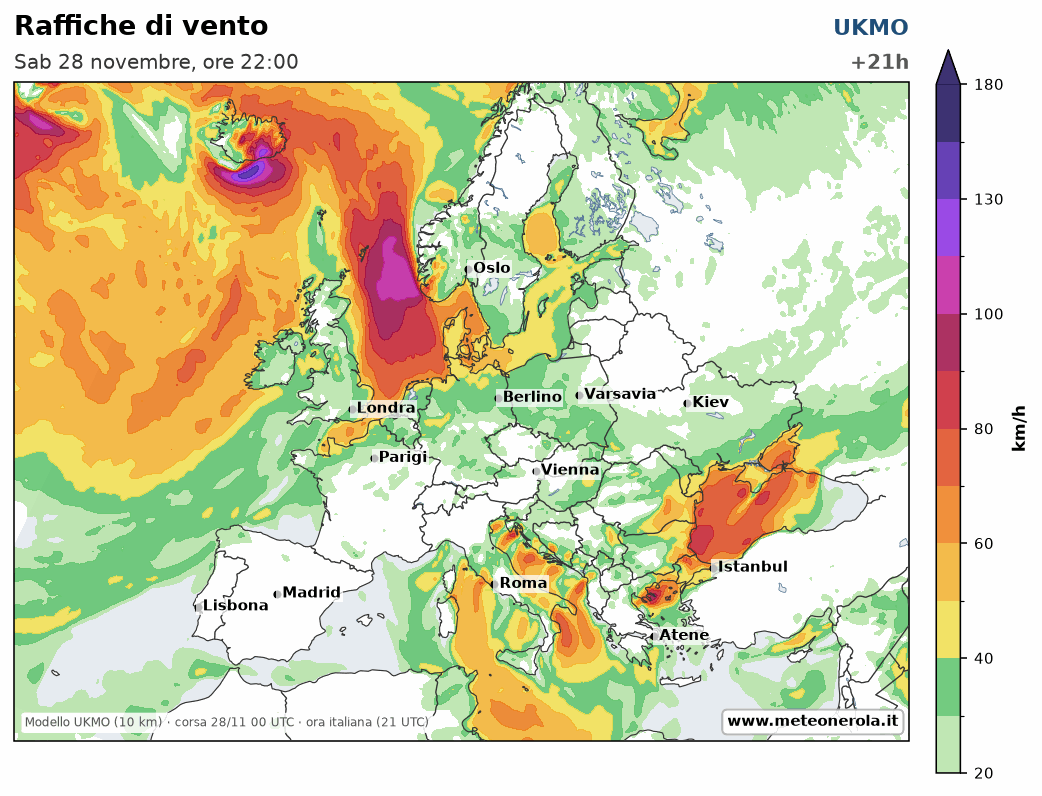 Raffiche di vento
UKMO
Sab 28 novembre, ore 22:00
+21h
180
130
100
80
60
40
20
km/h
Oslo
Londra
Berlino
Varsavia
Kiev
Parigi
Vienna
Istanbul
Roma
Madrid
Lisbona
Atene
Modello UKMO (10 km) · corsa 28/11 00 UTC · ora italiana (21 UTC)
www.meteonerola.it